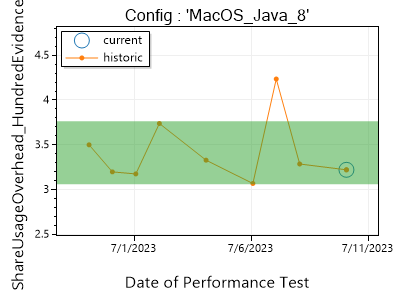 Config : 'MacOS_Java_8'
current
historic
4.5
4
3.5
3
2.5
ShareUsageOverhead_HundredEvidence
7/1/2023
7/6/2023
7/11/2023
Date of Performance Test